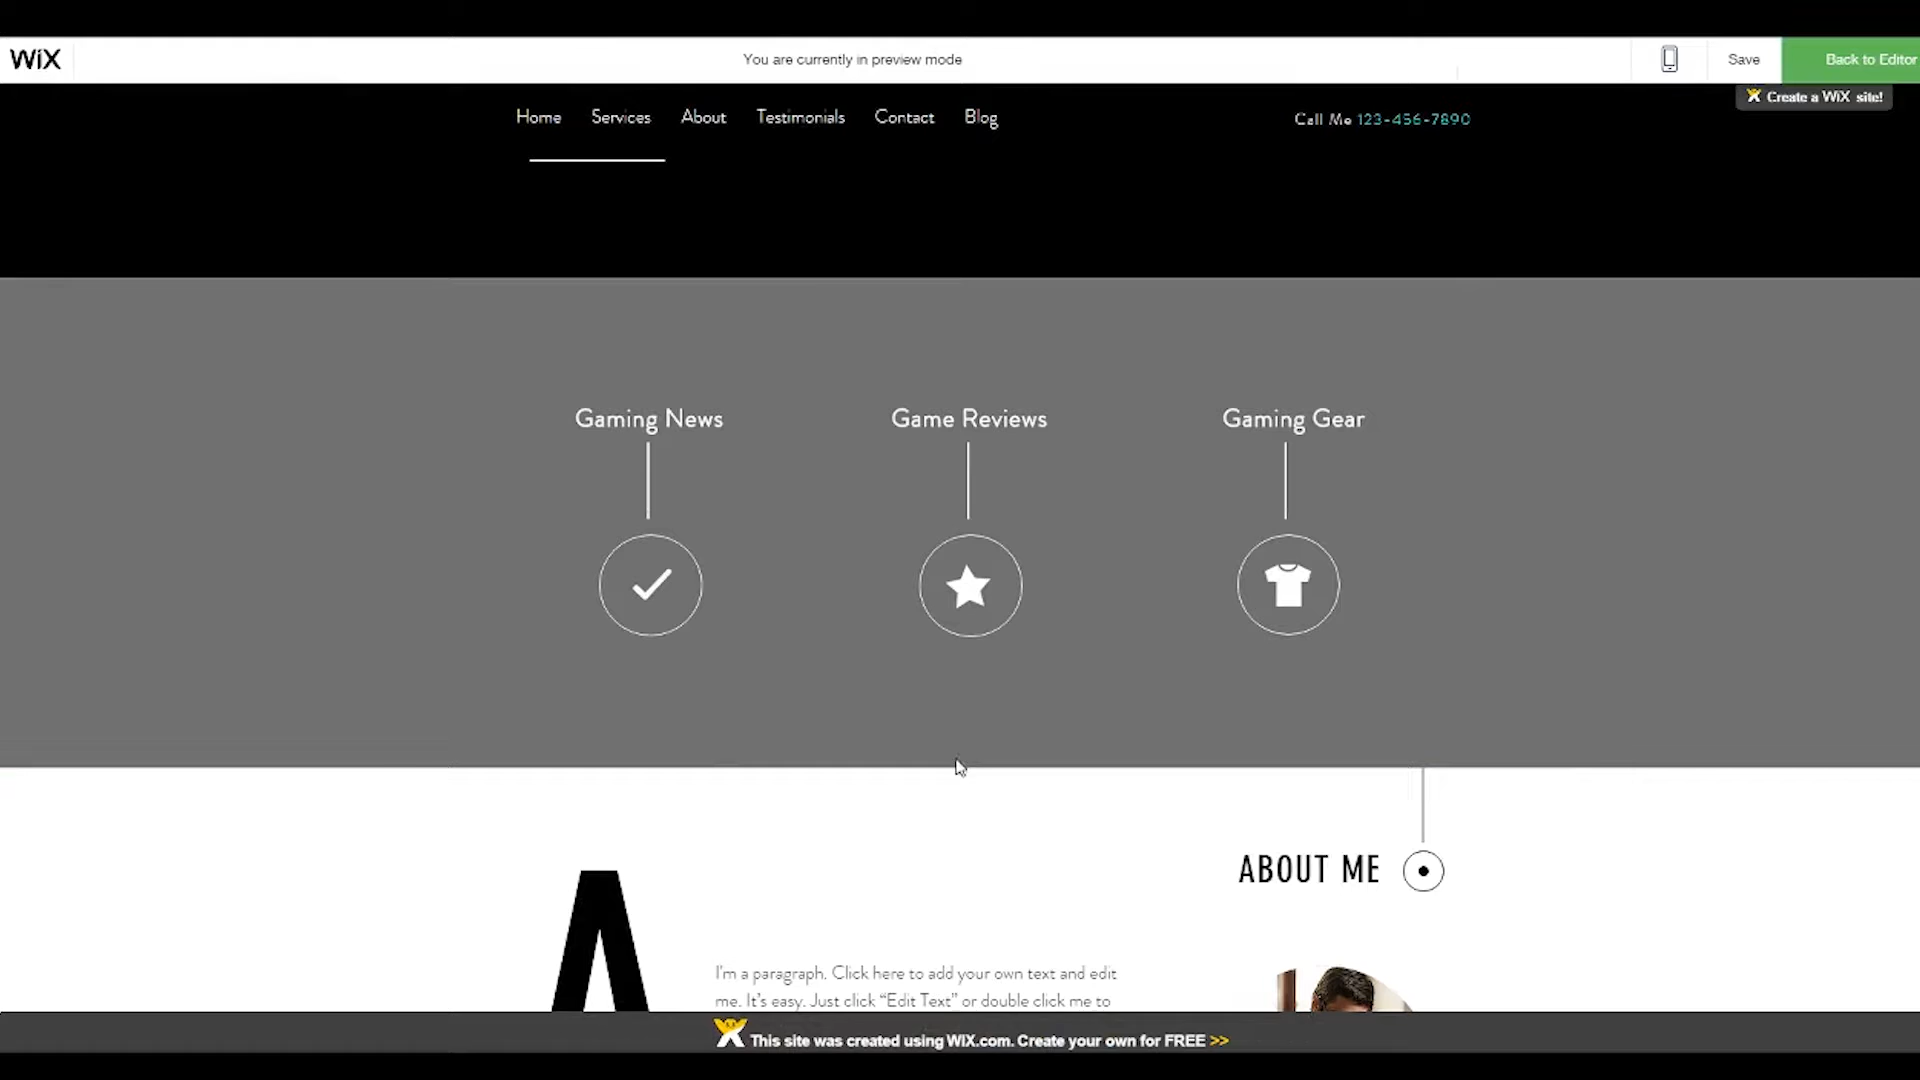 WiX
You are currently in preview mode
Save
Back to Editor
Create a WiX site!
Home Services About Testimonials Contact Blog
Call Me 123-456-7890
Gaming News
Game Reviews
Gaming Gear
ABOUT ME
A
I'm a paragraph. Click here to add your own text and edit
me. It's easy. Just click “Edit Text” or double click me to
This site was created using WIX.com. Create your own for FREE >>